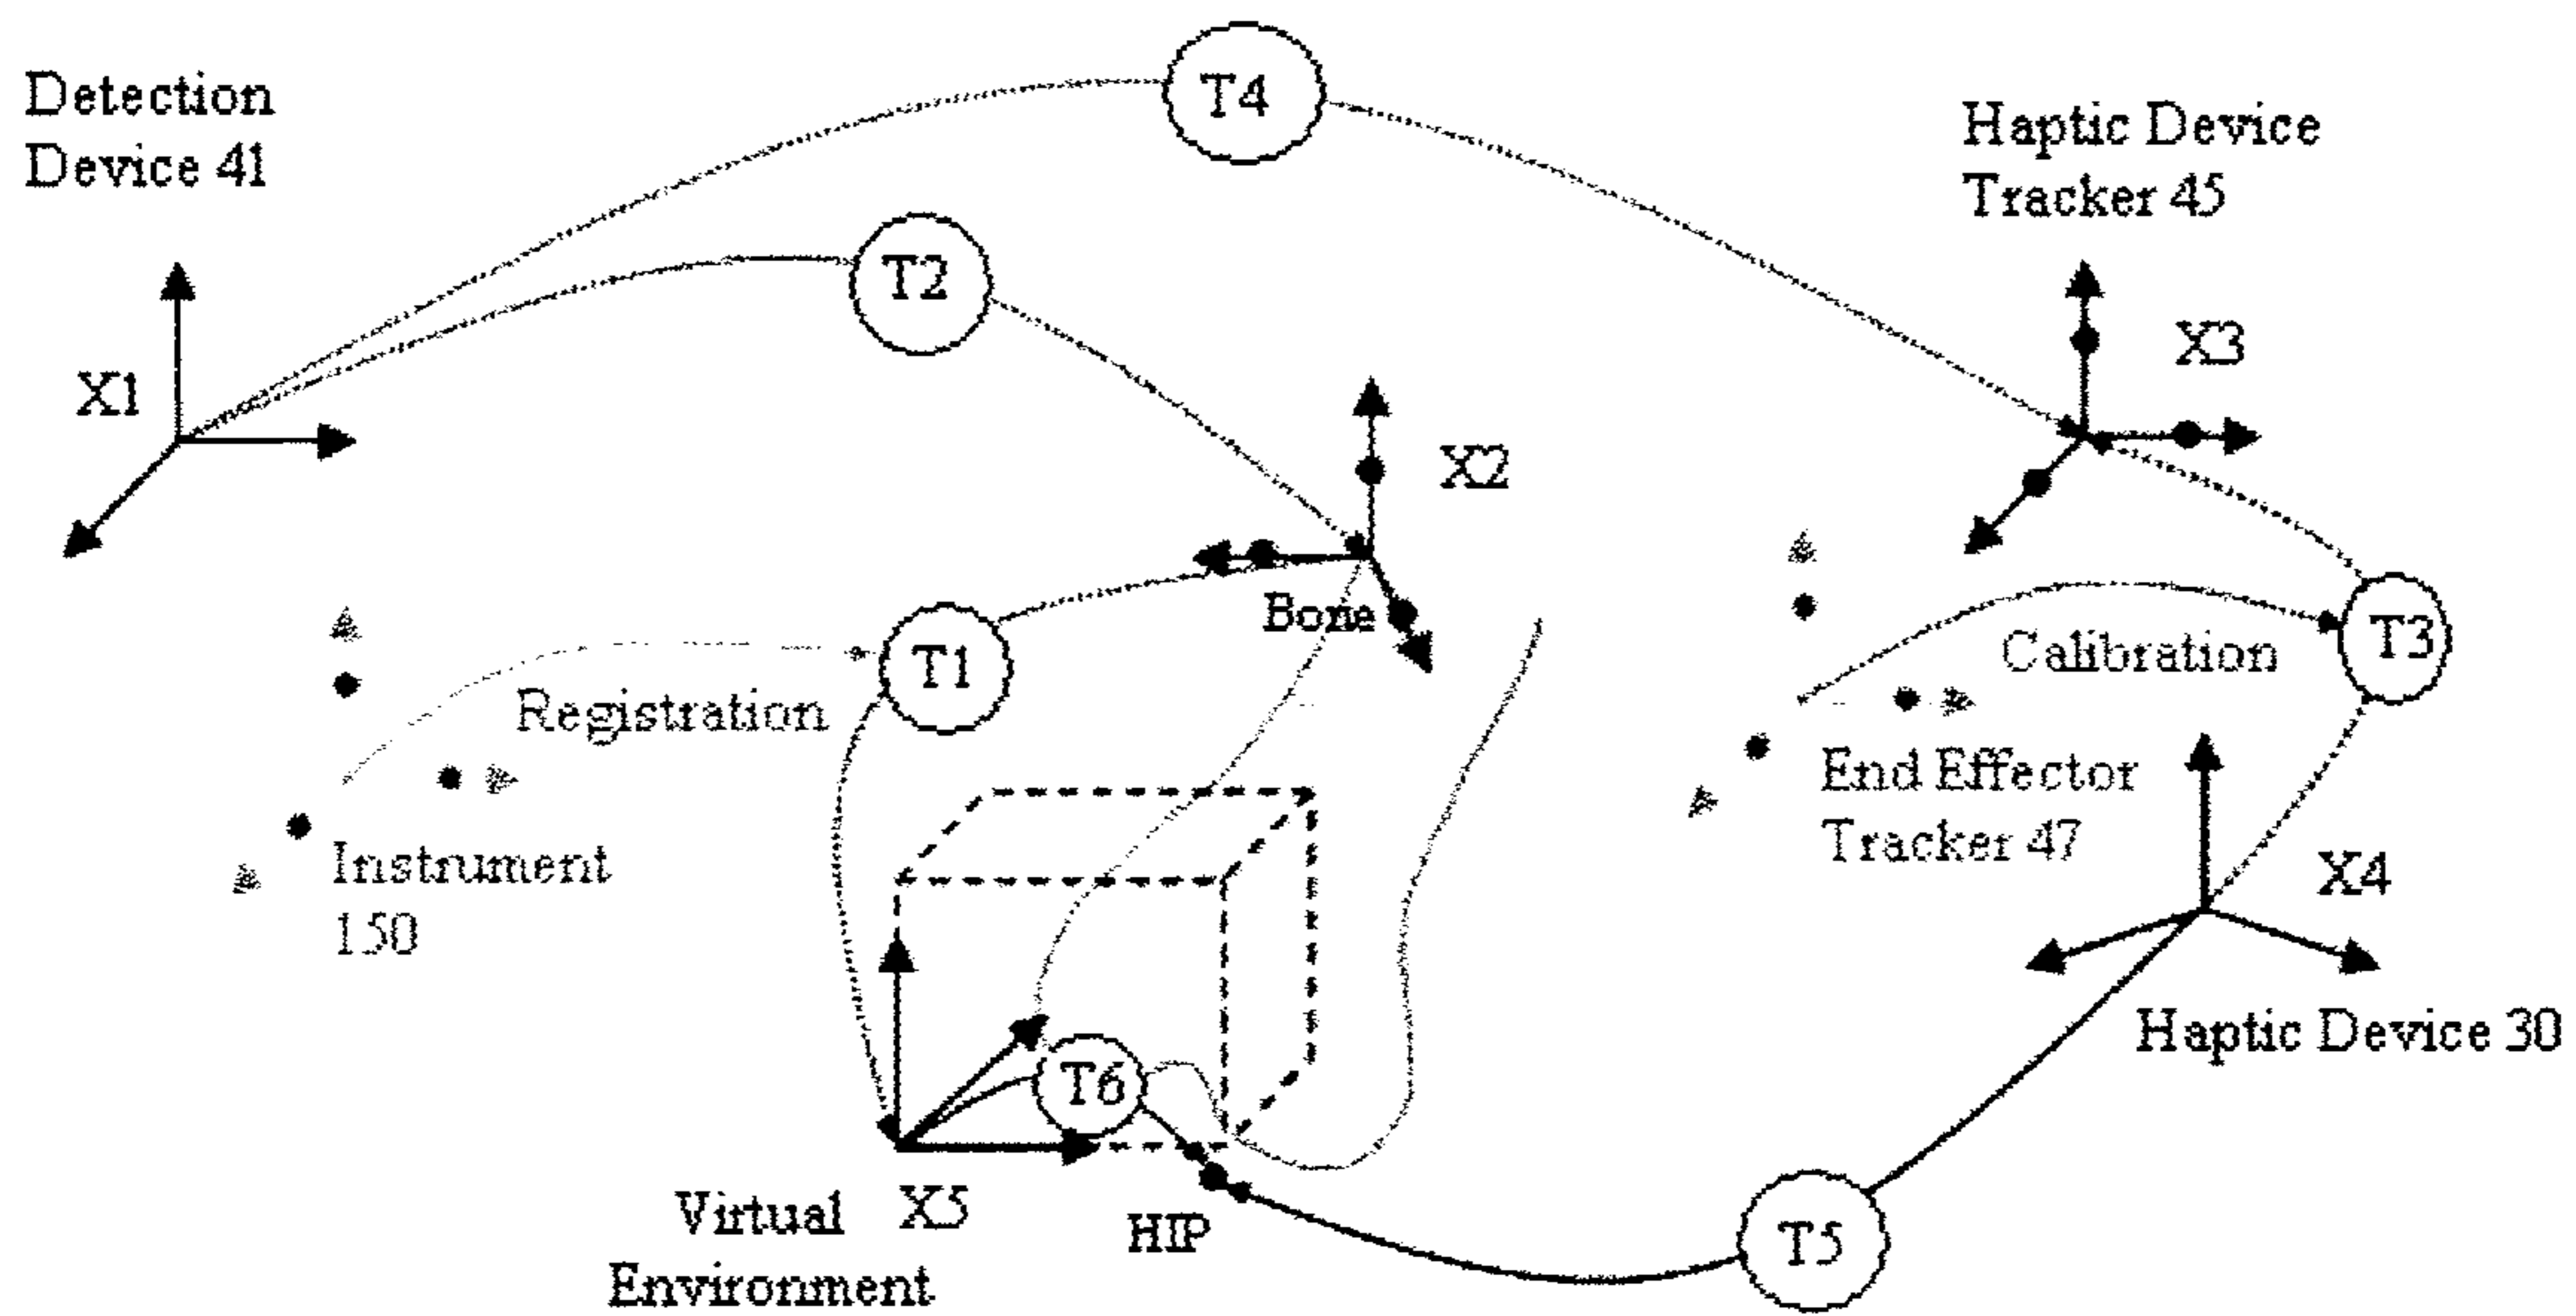 T4
Detection
Device 41
Haptic Device
Tracker 45
T2
X1
X3
X2
Bone
T1
T3
Calibration
Registration
End Effector
Tracker 47
Instrument
150
X4
Haptic Device 30
T6
Virtual
Environment
X5
HIP
T5